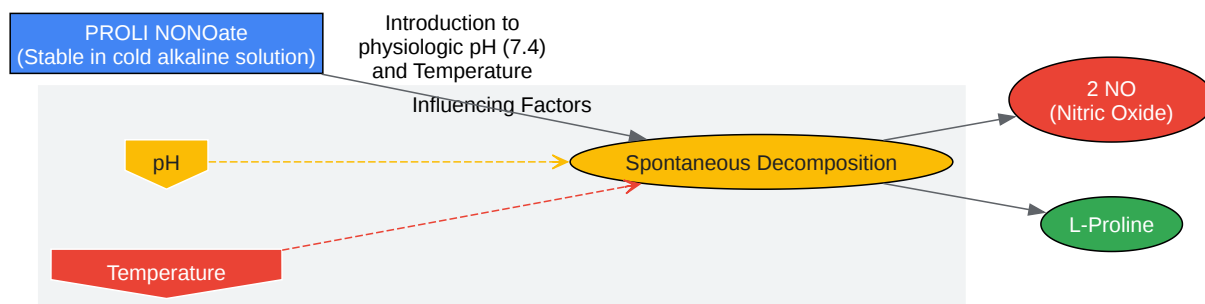 PROLI NONOate
(Stable in cold alkaline solution)
Introduction to
physiologic pH (7.4)
and Temperature
Influencing Factors
2 NO
(Nitric Oxide)
pH
Spontaneous Decomposition
L-Proline
Temperature